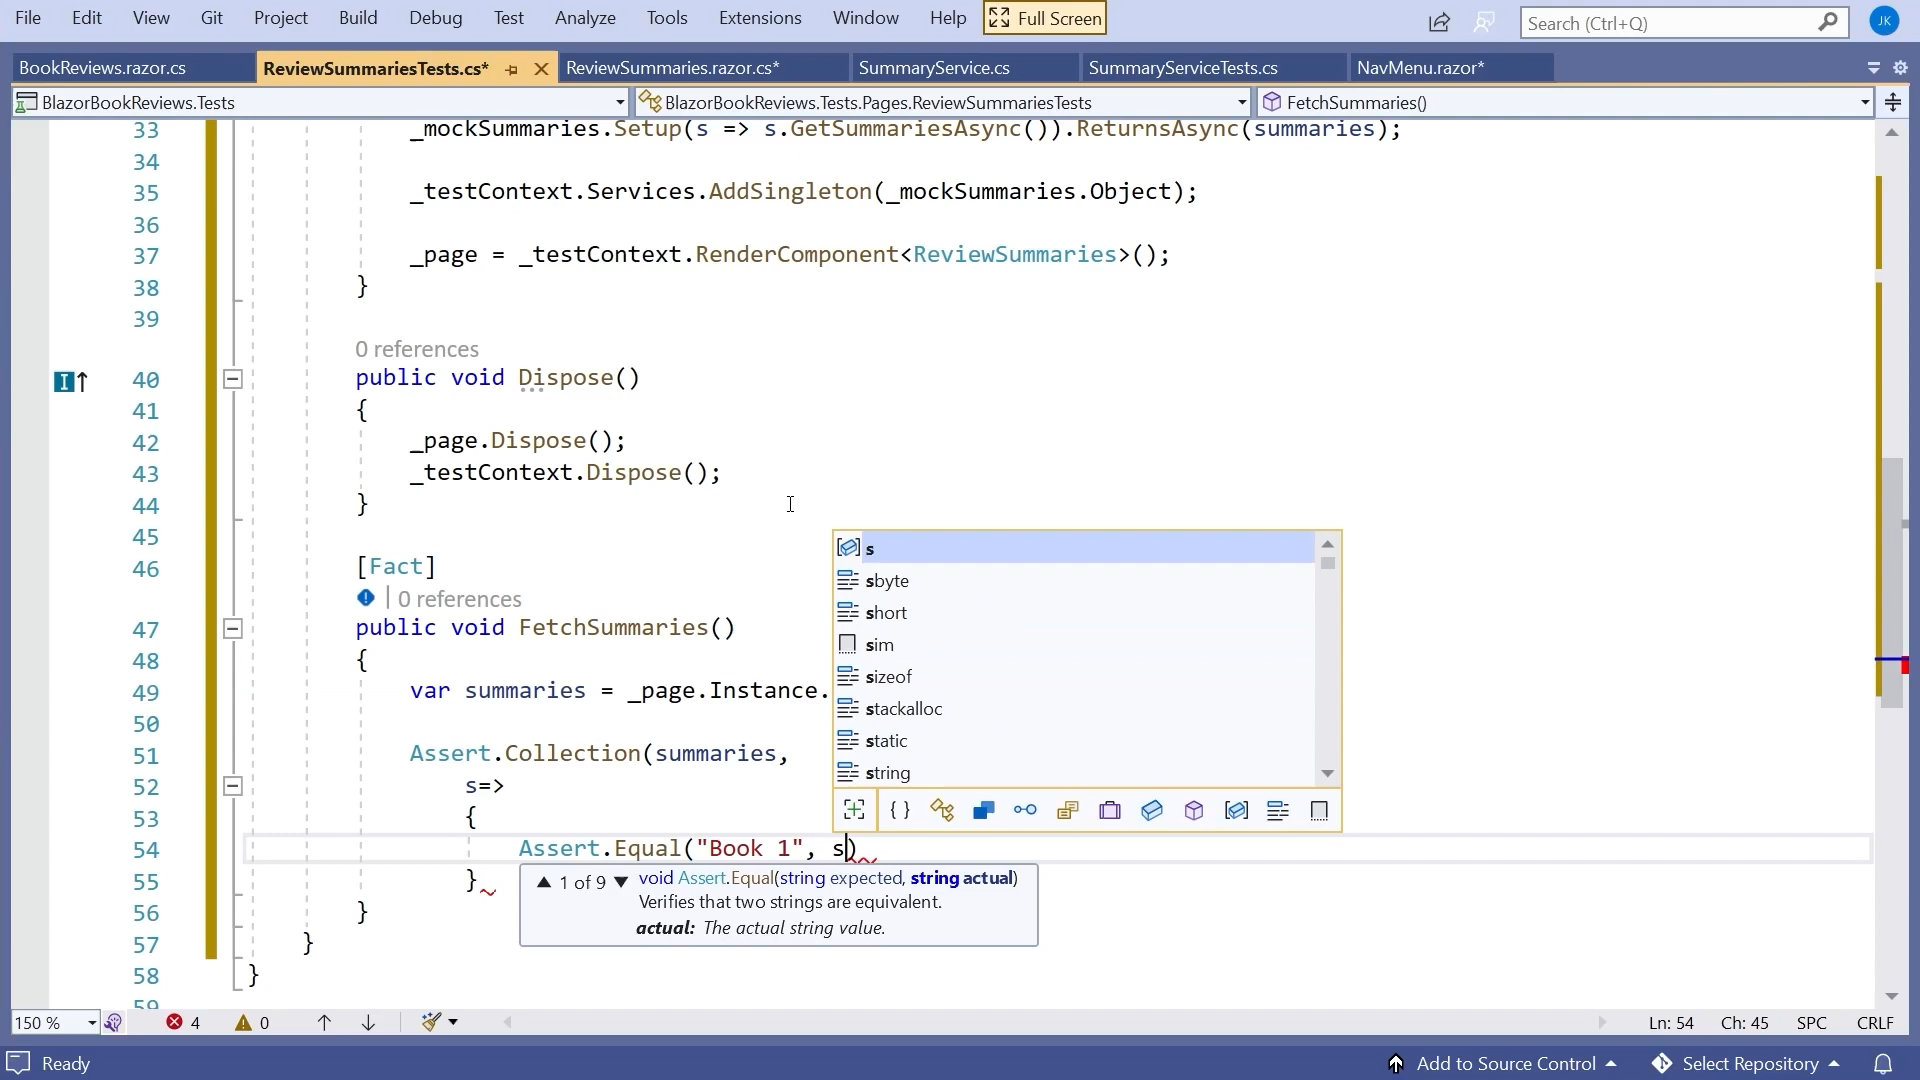 File Edit View Git Project Build Debug Test Analyze Tools Extensions Window Help Full Screen Search (Ctrl+Q) JK
BookReviews.razor.cs ReviewSummariesTests.cs* ReviewSummaries.razor.cs* SummaryService.cs SummaryServiceTests.cs NavMenu.razor*
BlazorBookReviews.Tests BlazorBookReviews.Tests.Pages.ReviewSummariesTests FetchSummaries()
33 _mockSummaries.Setup(s => s.GetSummariesAsync()).ReturnsAsync(summaries);
34
35 _testContext.Services.AddSingleton(_mockSummaries.Object);
36
37 _page = _testContext.RenderComponent<ReviewSummaries>();
38 }
39
0 references
40 public void Dispose()
41 {
42 _page.Dispose();
43 _testContext.Dispose();
44 }
45
46 [Fact]
0 references
47 public void FetchSummaries()
48 {
49 var summaries = _page.Instance.
50
51 Assert.Collection(summaries,
52 s=>
53 {
54 Assert.Equal("Book 1", s)
55 }
56 }
57 }
58 }
59
s
sbyte
short
sim
sizeof
stackalloc
static
string
1 of 9 void Assert.Equal(string expected, string actual)
Verifies that two strings are equivalent.
actual: The actual string value.
150 % 4 0 Ln: 54 Ch: 45 SPC CRLF
Ready Add to Source Control Select Repository